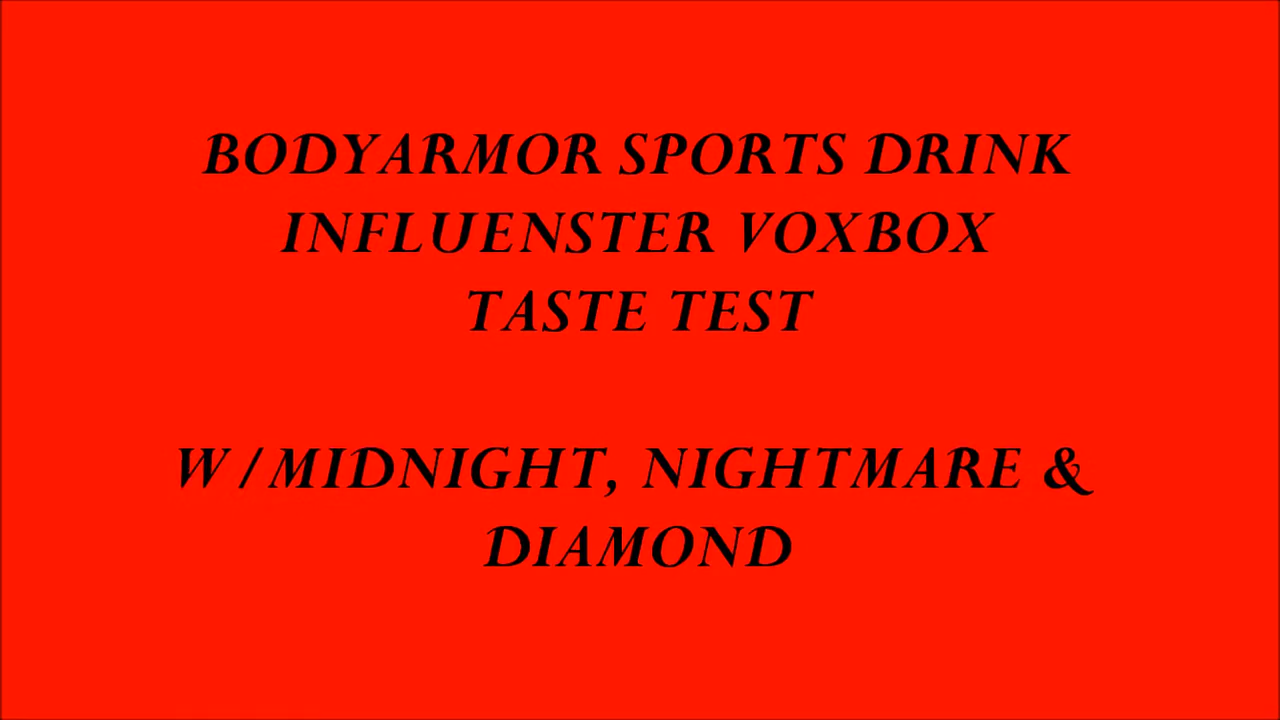 BODYARMOR SPORTS DRINK
INFLUENSTER VOXBOX
TASTE TEST
W/MIDNIGHT, NIGHTMARE &
DIAMOND